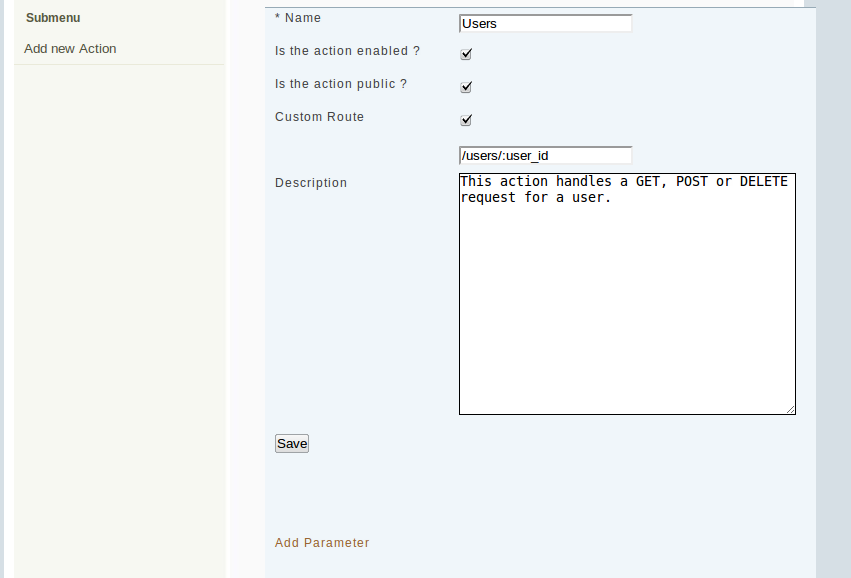 Submenu
Add new Action
* Name
Users
Is the action enabled ?
Is the action public ?
Custom Route
/users/:user_id
Description
This action handles a GET, POST or DELETE
request for a user.
Save
Add Parameter